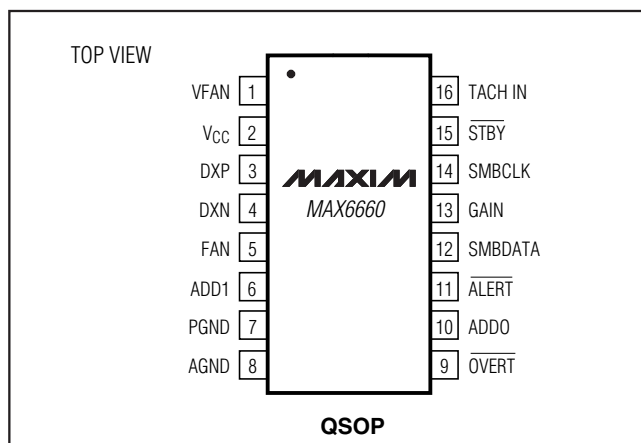 TOP VIEW
VFAN 1
VCC 2
DXP 3
DXN 4
FAN 5
ADD1 6
PGND 7
AGND 8
MAXIM
MAX6660
16 TACH IN
15 STBY
14 SMBCLK
13 GAIN
12 SMBDATA
11 ALERT
10 ADD0
9 OVERT
QSOP